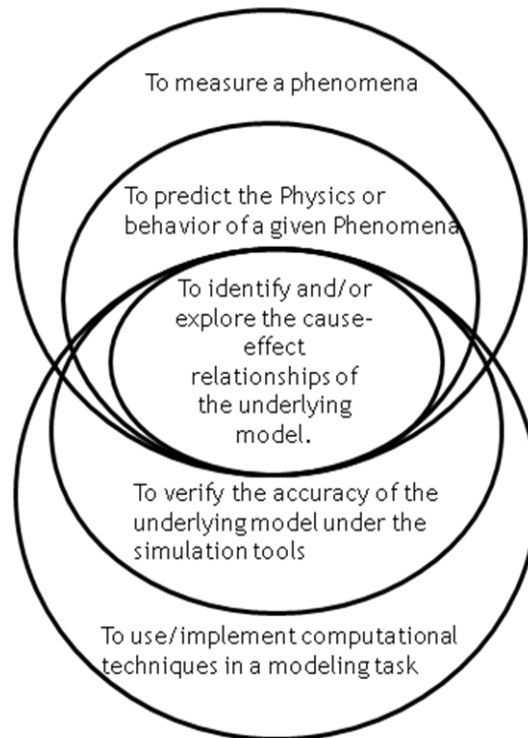 To measure a phenomena
To predict the Physics or
behavior of a given Phenomena
To identify and/or
explore the cause-
effect
relationships of
the underlying
model.
To verify the accuracy of the
underlying model under the
simulation tools
To use/implement computational
techniques in a modeling task